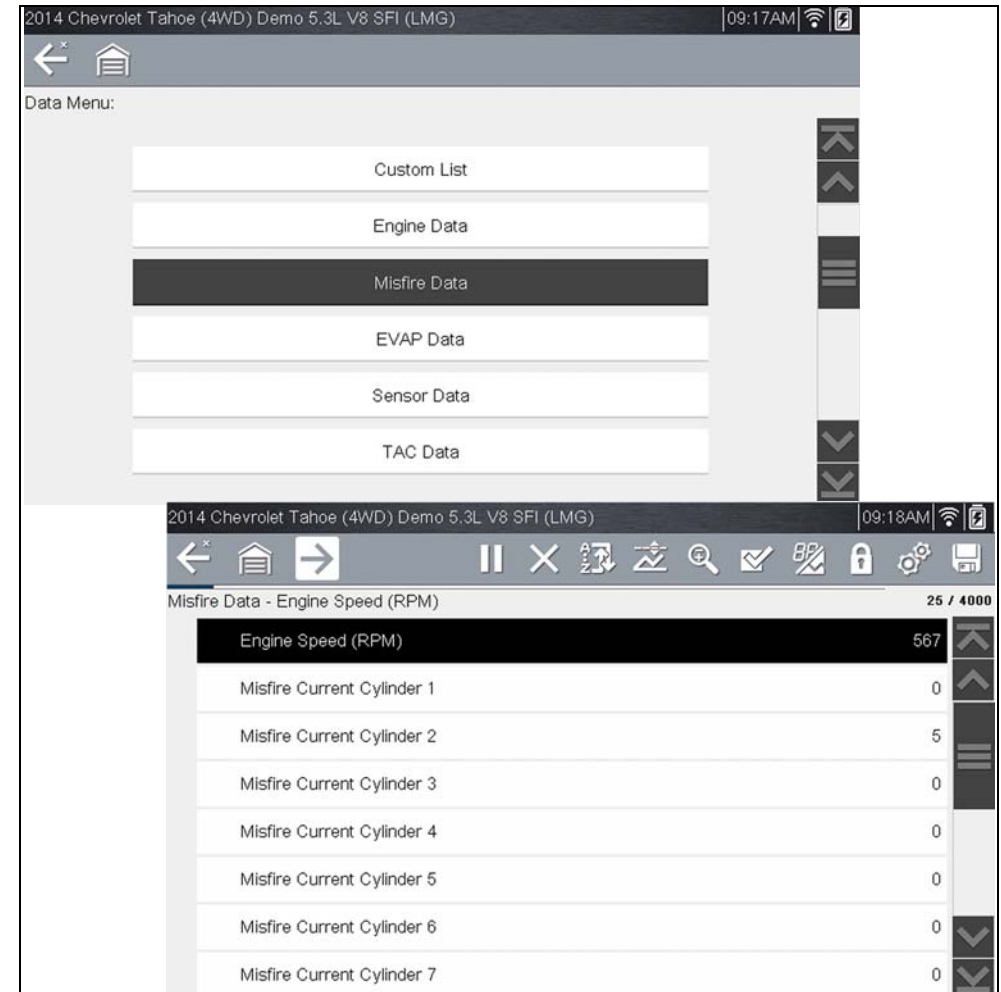 2014 Chevrolet Tahoe (4WD) Demo 5.3L V8 SFI (LMG) 09:17AM
Data Menu:
Custom List
Engine Data
Misfire Data
EVAP Data
Sensor Data
TAC Data
2014 Chevrolet Tahoe (4WD) Demo 5.3L V8 SFI (LMG) 09:18AM
Misfire Data - Engine Speed (RPM) 25 / 4000
Engine Speed (RPM) 567
Misfire Current Cylinder 1 0
Misfire Current Cylinder 2 5
Misfire Current Cylinder 3 0
Misfire Current Cylinder 4 0
Misfire Current Cylinder 5 0
Misfire Current Cylinder 6 0
Misfire Current Cylinder 7 0